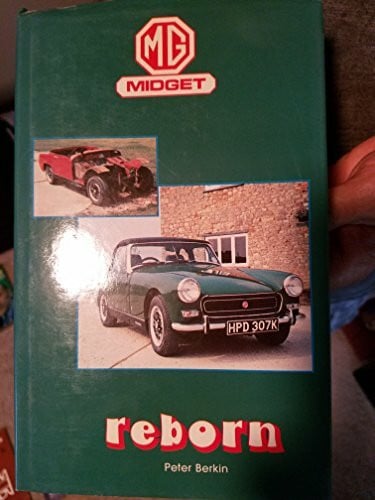 MG
MIDGET
HPD 307K
reborn
Peter Berkin